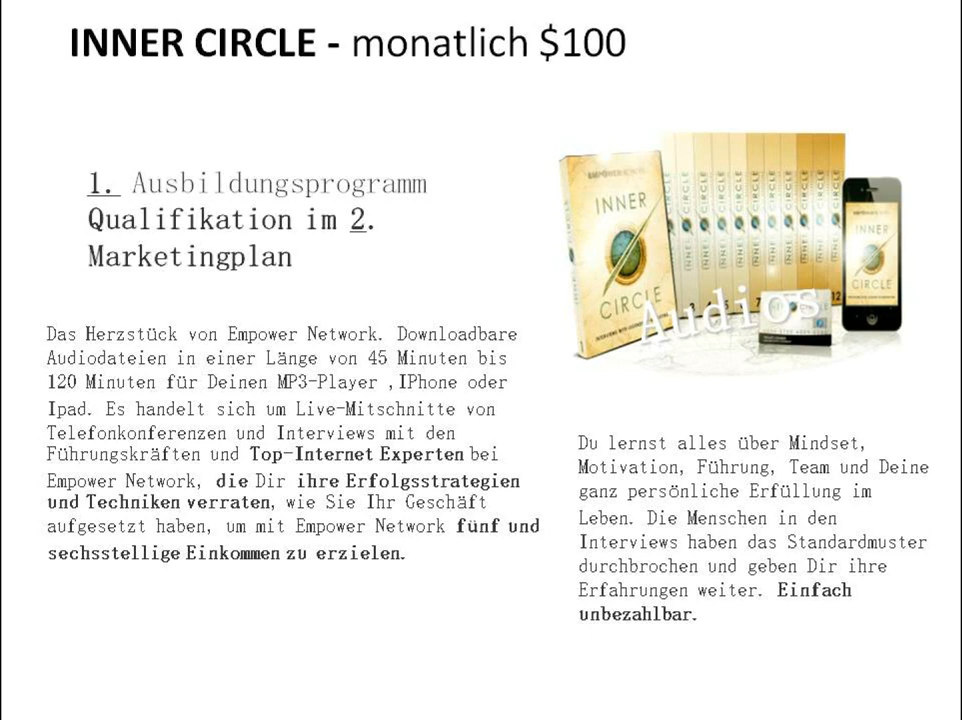 INNER CIRCLE - monatlich $100
1. Ausbildungsprogramm
Qualifikation im 2.
Marketingplan
Das Herzstück von Empower Network. Downloadbare
Audiodateien in einer Länge von 45 Minuten bis
120 Minuten für Deinen MP3-Player ,IPhone oder
Ipad. Es handelt sich um Live-Mitschnitte von
Telefonkonferenzen und Interviews mit den
Führungskräften und Top-Internet Experten bei
Empower Network, die Dir ihre Erfolgsstrategien
und Techniken verraten, wie Sie Ihr Geschäft
aufgesetzt haben, um mit Empower Network fünf und
sechsstellige Einkommen zu erzielen.
INNER
CIRCLE
INNER
CIRCLE
Audios
Du lernst alles über Mindset,
Motivation, Führung, Team und Deine
ganz persönliche Erfüllung im
Leben. Die Menschen in den
Interviews haben das Standardmuster
durchbrochen und geben Dir ihre
Erfahrungen weiter. Einfach
unbezahlbar.